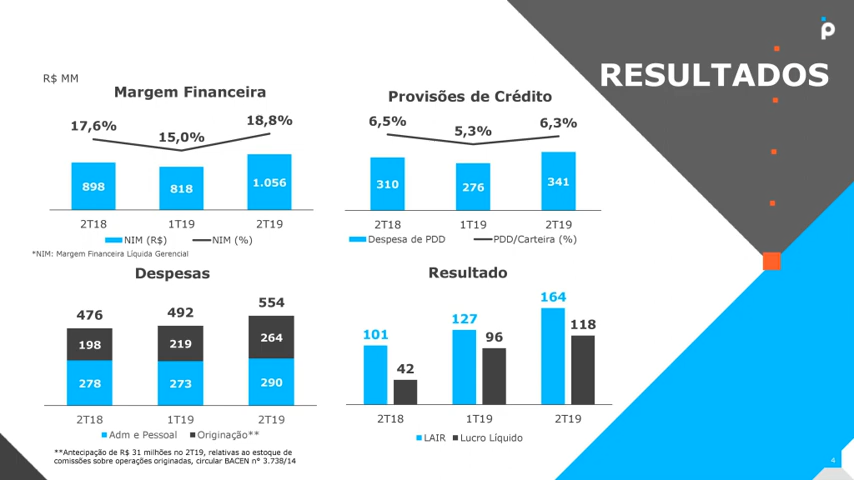 RESULTADOS
R$ MM
Margem Financeira
17,6%
15,0%
18,8%
898
818
1.056
2T18
1T19
2T19
NIM (R$)
NIM (%)
*NIM: Margem Financeira Líquida Gerencial
Provisões de Crédito
6,5%
5,3%
6,3%
310
276
341
2T18
1T19
2T19
Despesa de PDD
PDD/Carteira (%)
Despesas
476
492
554
198
219
264
278
273
290
2T18
1T19
2T19
Adm e Pessoal
Originação**
**Antecipação de R$ 31 milhões no 2T19, relativas ao estoque de
comissões sobre operações originadas, circular BACEN n° 3.738/14
Resultado
101
42
127
96
164
118
2T18
1T19
2T19
LAIR
Lucro Líquido
4